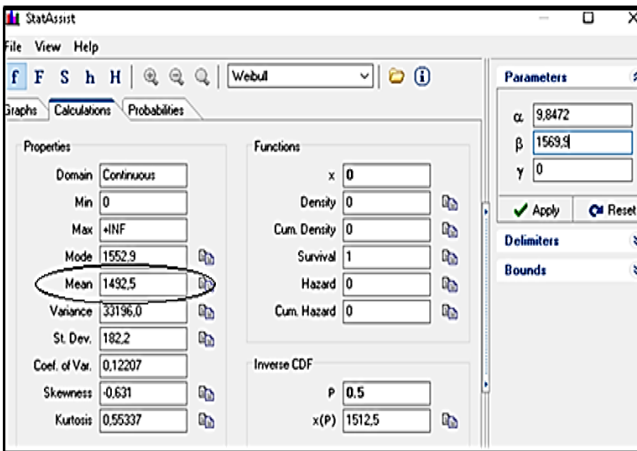 StatAssist
File View Help
f F S h H Weibull
Graphs Calculations Probabilities
Properties
Domain Continuous
Min 0
Max +INF
Mode 1552,9
Mean 1492,5
Variance 33196,0
St. Dev. 182,2
Coef. of Var. 0,12207
Skewness -0,631
Kurtosis 0,55337
Functions
x 0
Density 0
Cum. Density 0
Survival 1
Hazard 0
Cum. Hazard 0
Inverse CDF
P 0.5
x(P) 1512,5
Parameters
α 9,8472
β 1569,9
γ 0
Apply Reset
Delimiters
Bounds